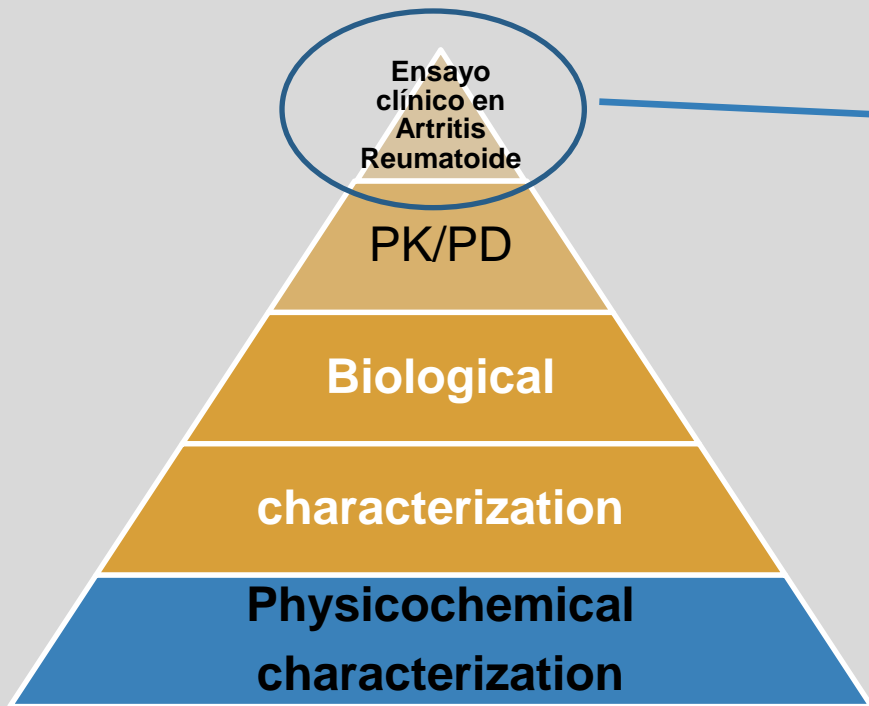 Ensayo
clínico en
Artritis
Reumatoide
PK/PD
Biological
characterization
Physicochemical
characterization